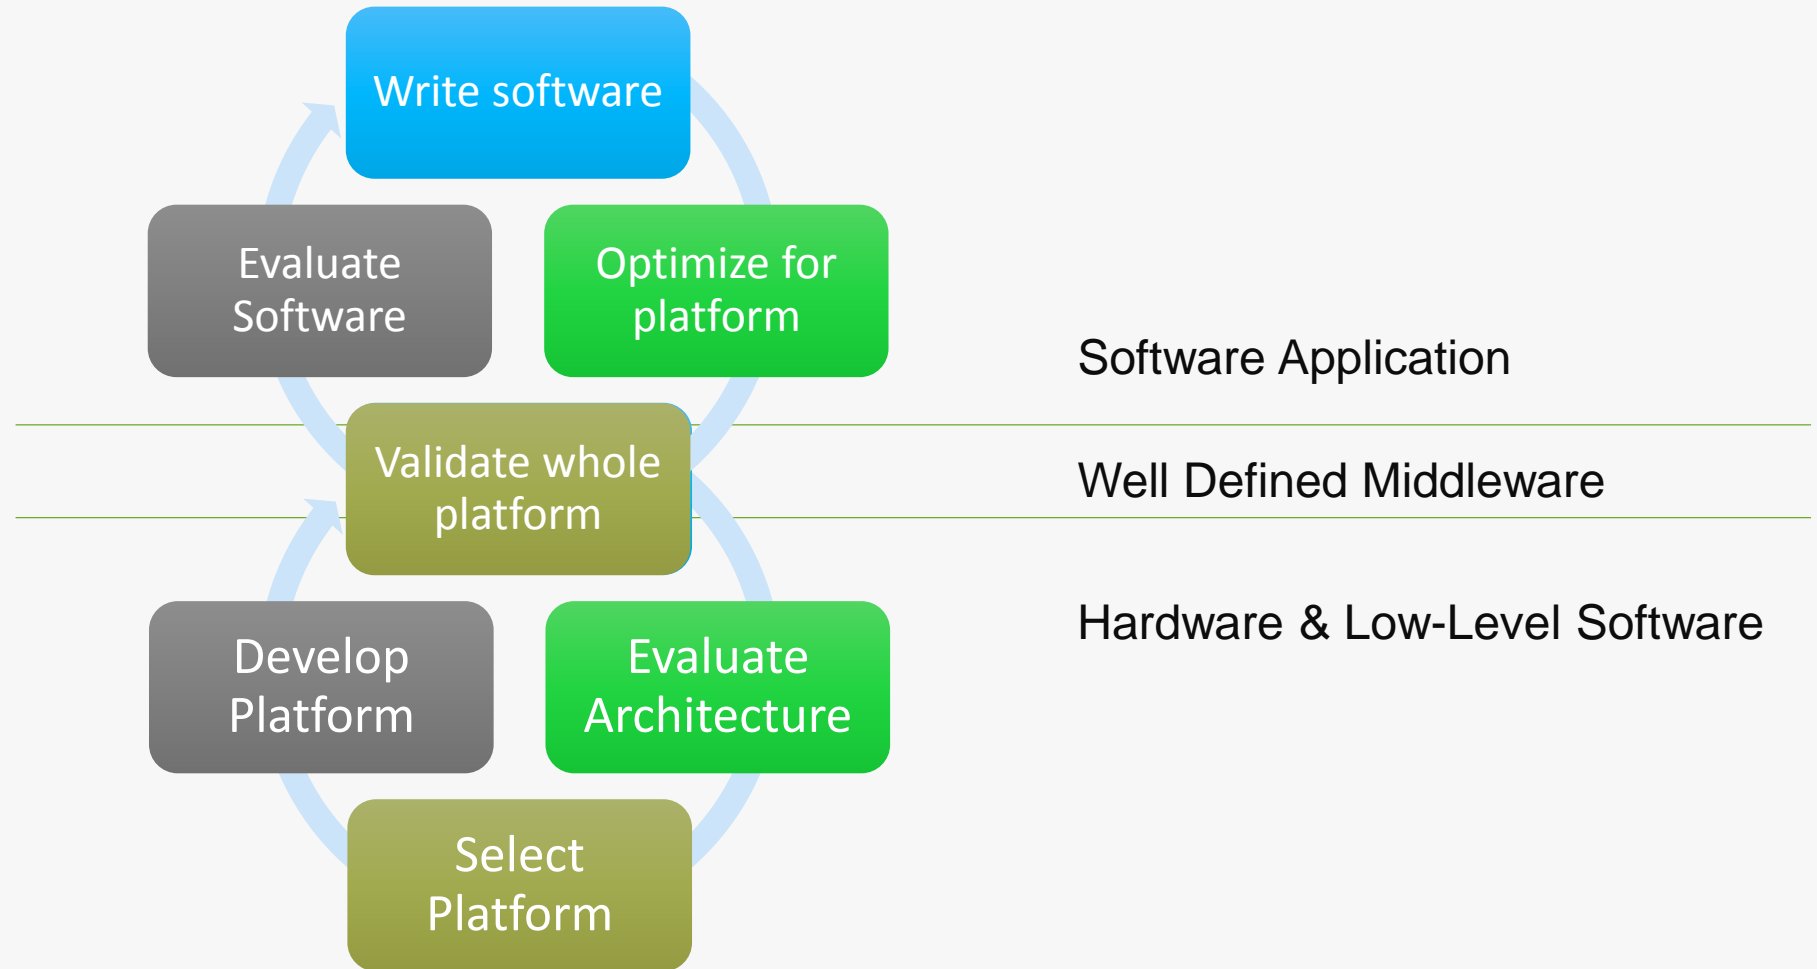 Write software
Evaluate
Software
Optimize for
platform
Software Application
Validate whole
platform
Well Defined Middleware
Develop
Platform
Evaluate
Architecture
Hardware & Low-Level Software
Select
Platform